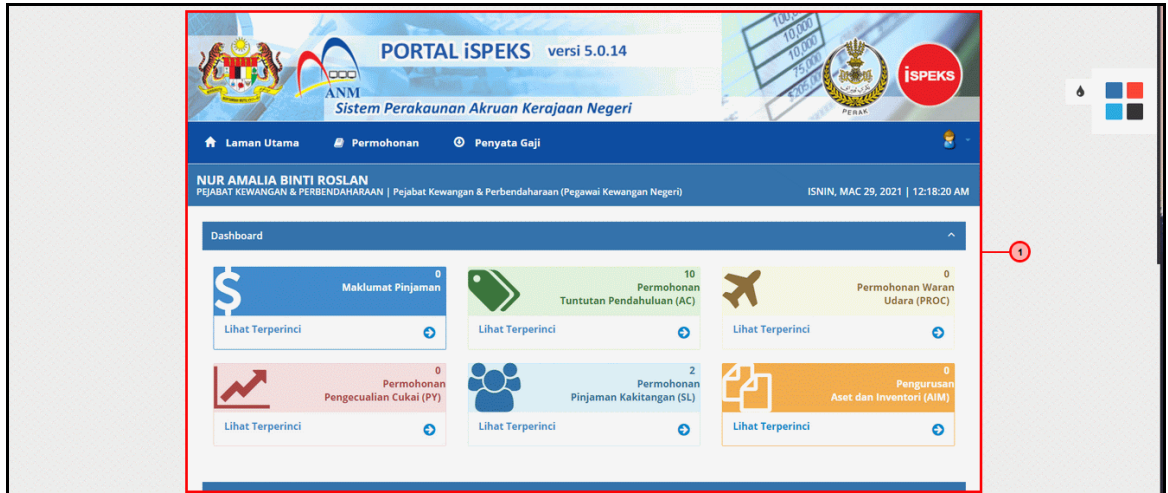 PORTAL iSPEKS versi 5.0.14
ANM
Sistem Perakaunan Akruan Kerajaan Negeri
PERAK
iSPEKS
Laman Utama Permohonan Penyata Gaji
NUR AMALIA BINTI ROSLAN
PEJABAT KEWANGAN & PERBENDAHARAAN | Pejabat Kewangan & Perbendaharaan (Pegawai Kewangan Negeri) ISNIN, MAC 29, 2021 | 12:18:20 AM
Dashboard
1
0
Maklumat Pinjaman
Lihat Terperinci
10
Permohonan
Tuntutan Pendahuluan (AC)
Lihat Terperinci
0
Permohonan Waran
Udara (PROC)
Lihat Terperinci
0
Permohonan
Pengecualian Cukai (PY)
Lihat Terperinci
2
Permohonan
Pinjaman Kakitangan (SL)
Lihat Terperinci
0
Pengurusan
Aset dan Inventori (AIM)
Lihat Terperinci